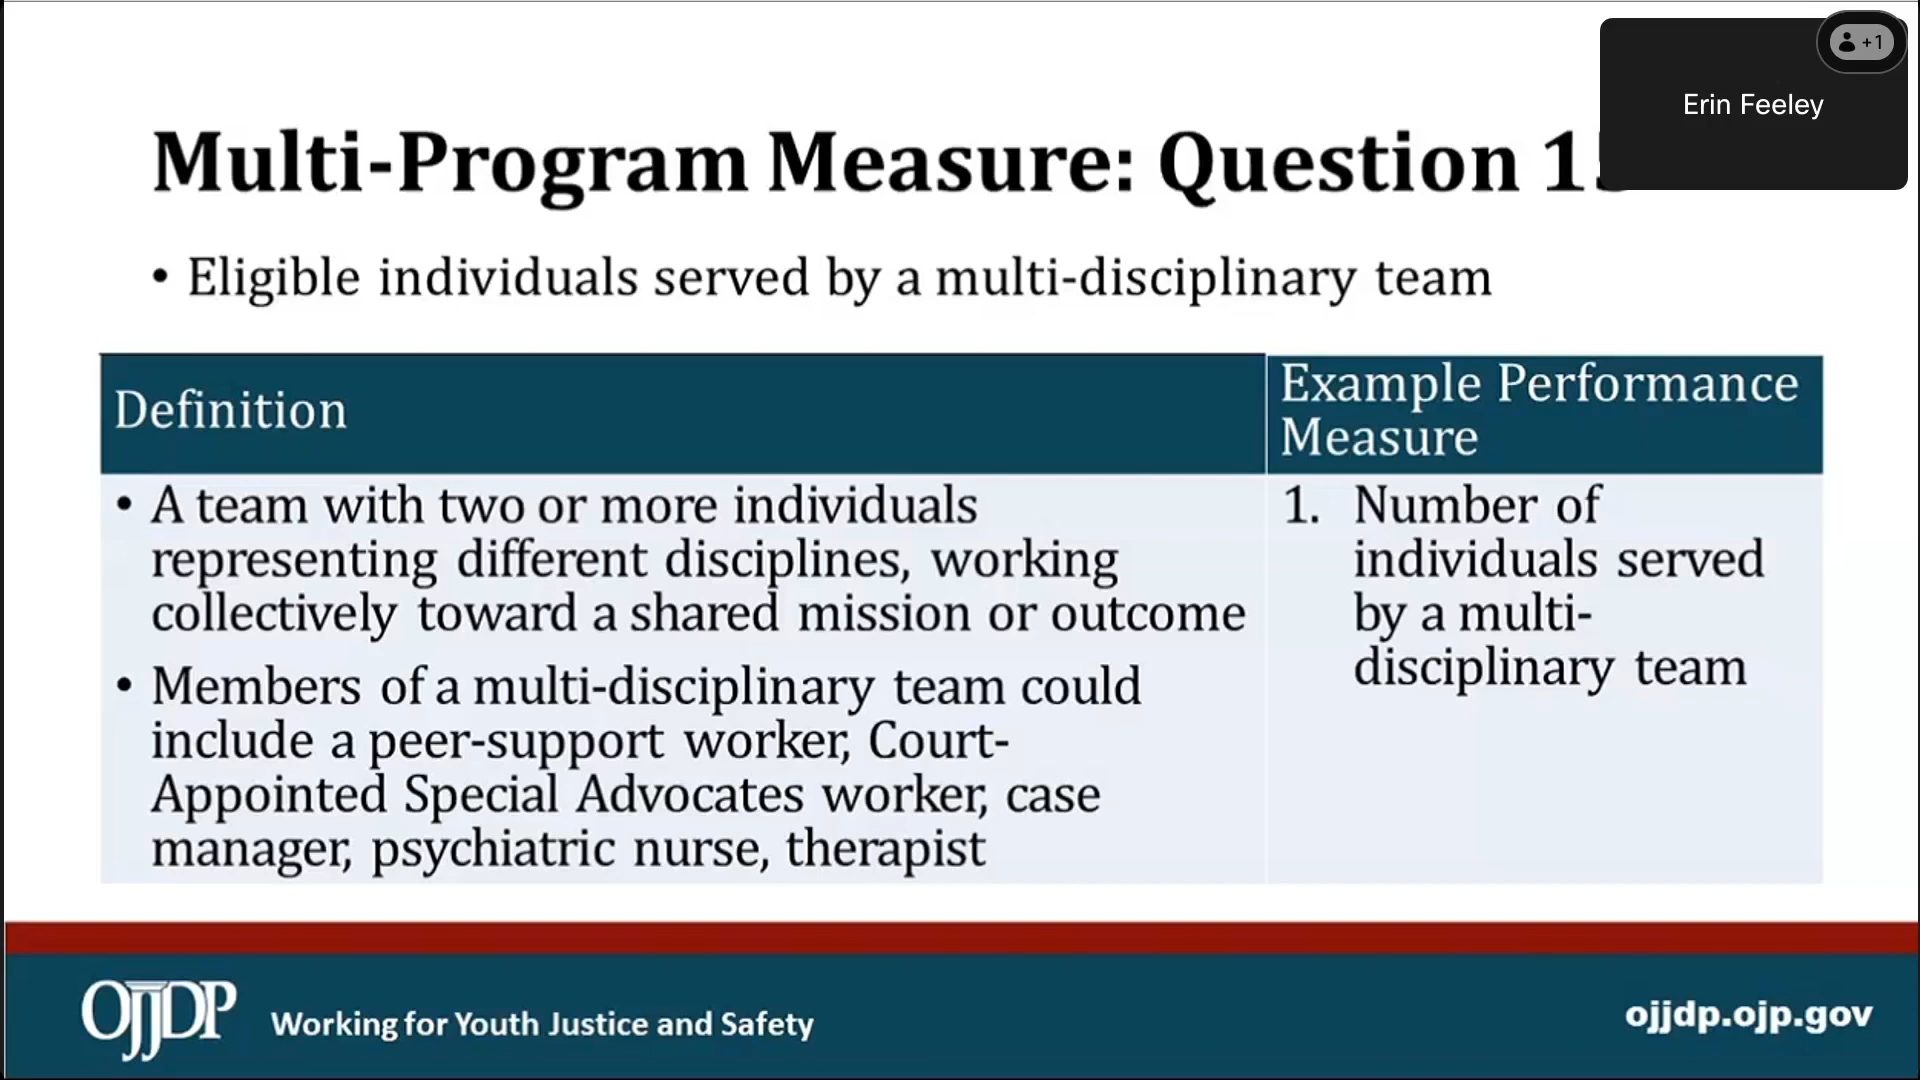 +1
Erin Feeley
Multi-Program Measure: Question
• Eligible individuals served by a multi-disciplinary team
Definition
Example Performance
Measure
• A team with two or more individuals
representing different disciplines, working
collectively toward a shared mission or outcome
• Members of a multi-disciplinary team could
include a peer-support worker, Court-
Appointed Special Advocates worker, case
manager, psychiatric nurse, therapist
1. Number of
individuals served
by a multi-
disciplinary team
OJJDP
Working for Youth Justice and Safety
ojjdp.ojp.gov